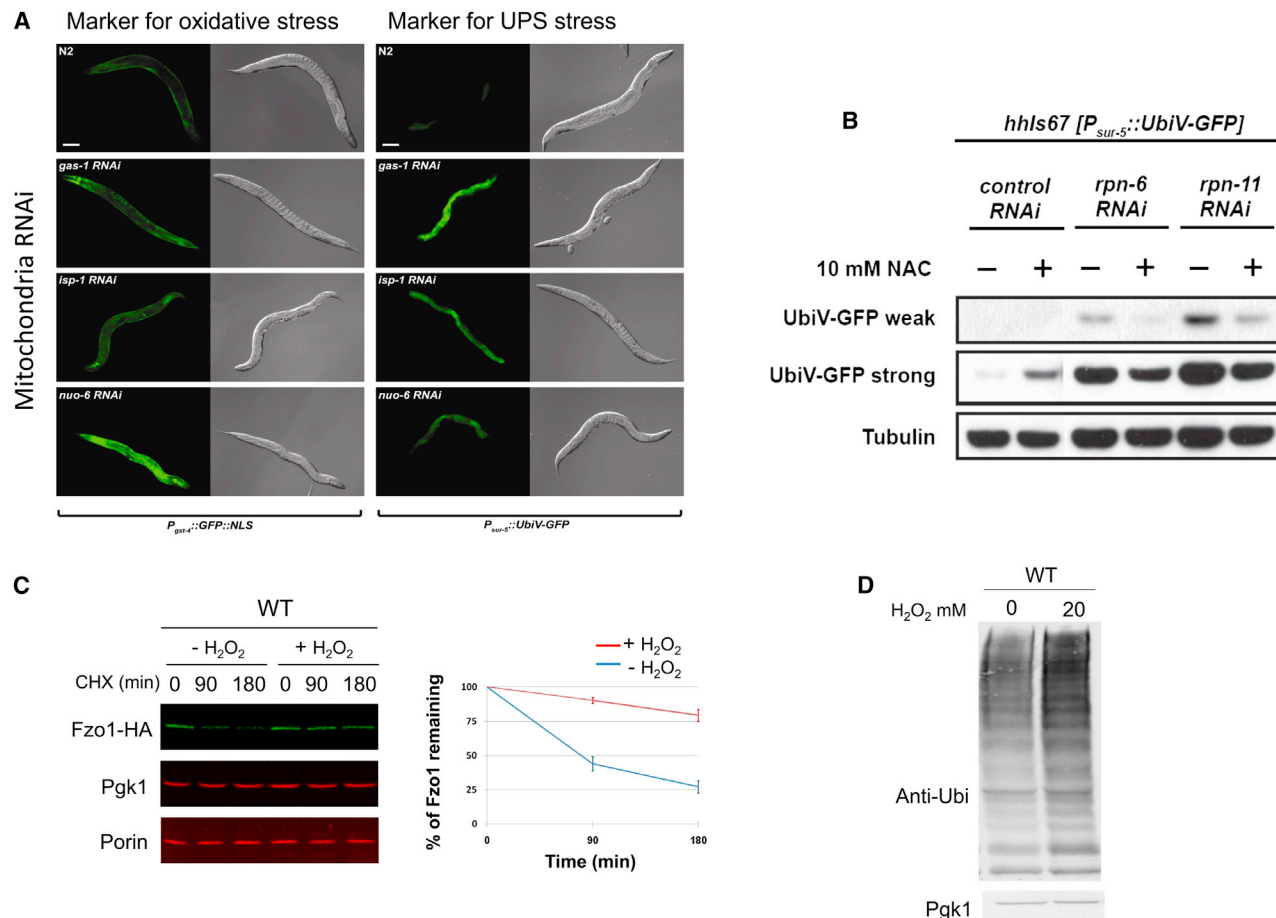 A
Marker for oxidative stress
Marker for UPS stress
Mitochondria RNAi
N2
N2
gas-1 RNAi
gas-1 RNAi
isp-1 RNAi
isp-1 RNAi
nuo-6 RNAi
nuo-6 RNAi
P gst-4::GFP::NLS
P sur-5::UbiV-GFP
B
hhIs67 [P sur-5::UbiV-GFP]
control RNAi
rpn-6 RNAi
rpn-11 RNAi
10 mM NAC − + − + − +
UbiV-GFP weak
UbiV-GFP strong
Tubulin
C
WT
- H2O2 + H2O2
CHX (min) 0 90 180 0 90 180
Fzo1-HA
Pgk1
Porin
+ H2O2
- H2O2
% of Fzo1 remaining
100
75
50
25
0
0 90 180
Time (min)
D
WT
H2O2 mM 0 20
Anti-Ubi
Pgk1